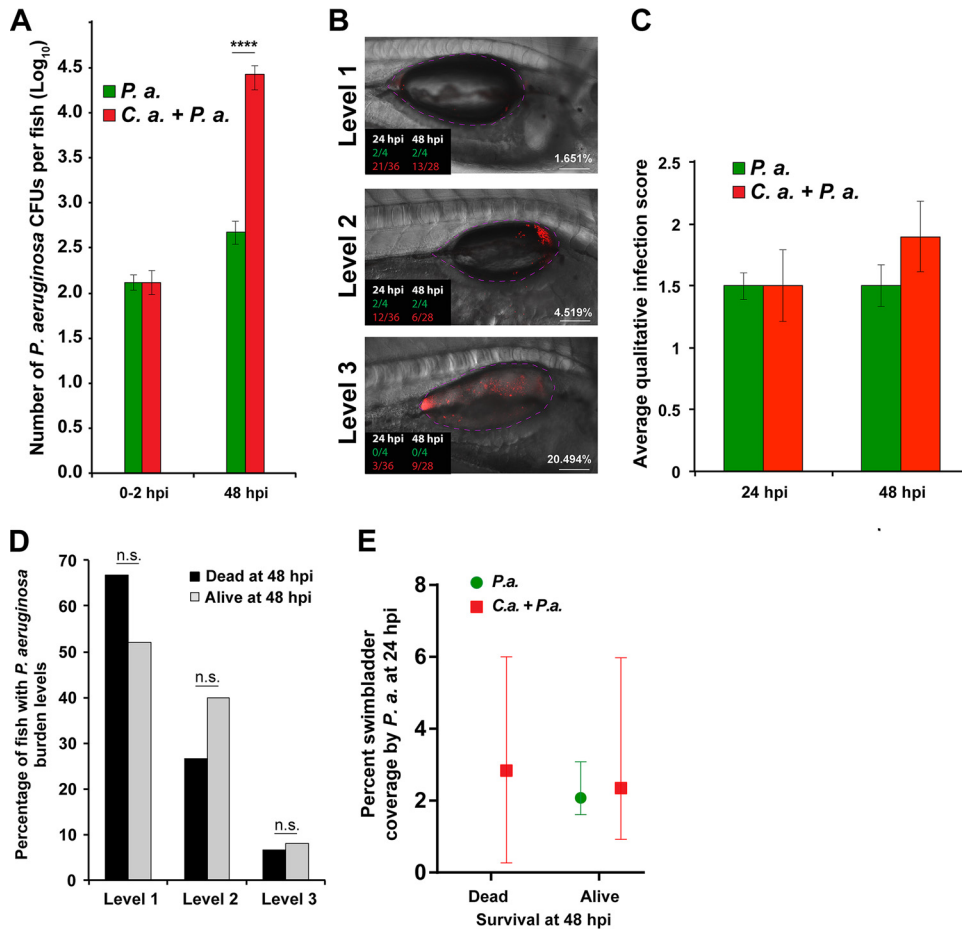 A
Number of P. aeruginosa CFUs per fish (Log10)
4.5
4.0
4.5
3.0
2.5
2.0
1.5
1.0
0.5
0.0
****
P. a.
C. a. + P. a.
0-2 hpi
48 hpi
B
Level 1
24 hpi 48 hpi
2/4 2/4
21/36 13/28
1.651%
Level 2
24 hpi 48 hpi
2/4 2/4
12/36 6/28
4.519%
Level 3
24 hpi 48 hpi
0/4 0/4
3/36 9/28
20.494%
C
Average qualitative infection score
2.5
2
1.5
1
0.5
0
P. a.
C. a. + P. a.
24 hpi
48 hpi
D
Percentage of fish with P. aeruginosa
burden levels
70
60
50
40
30
20
10
0
n.s.
n.s.
n.s.
Dead at 48 hpi
Alive at 48 hpi
Level 1
Level 2
Level 3
E
Percent swimbladder
coverage by P. a. at 24 hpi
8
6
4
2
0
P.a.
C.a. + P.a.
Dead
Alive
Survival at 48 hpi